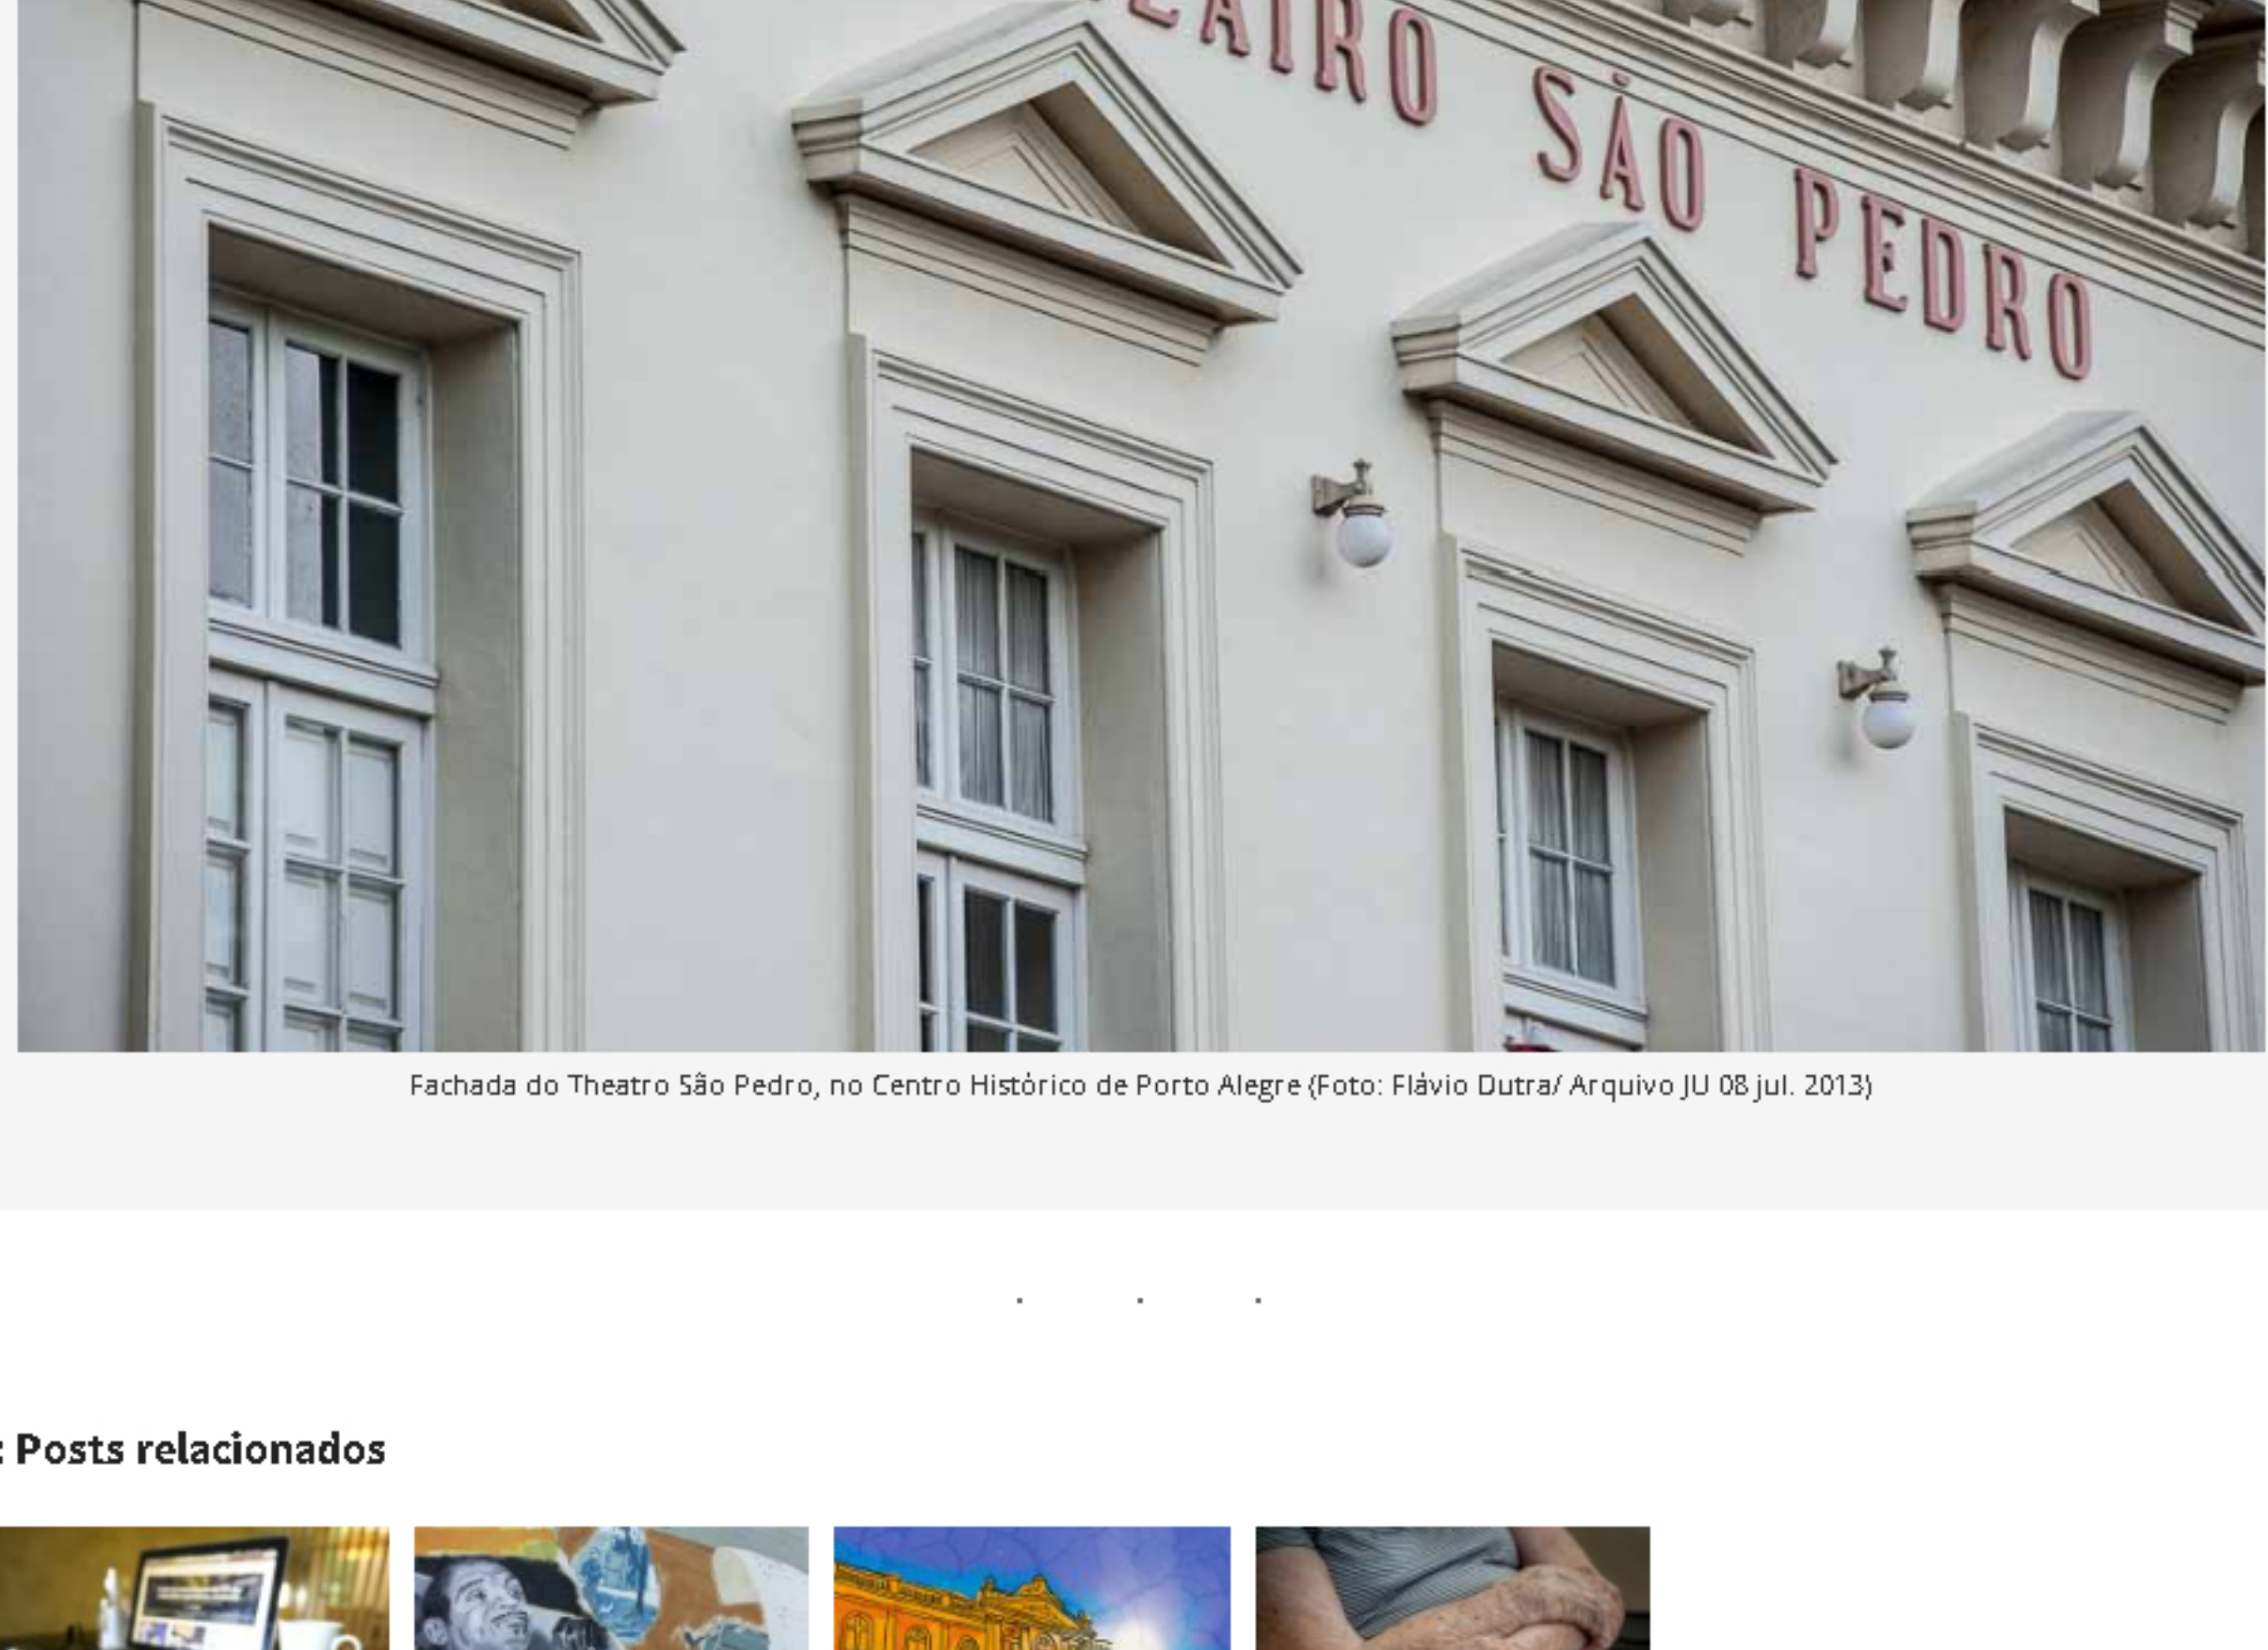 SÃO PEDRO
Fachada do Theatro São Pedro, no Centro Histórico de Porto Alegre (Foto: Flávio Dutra/ Arquivo JU 08 jul. 2013)
. . .
: Posts relacionados